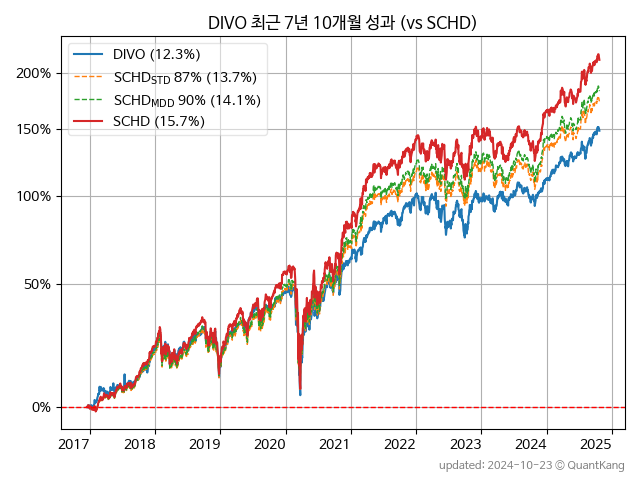 DIVO 최근 7년 10개월 성과 (vs SCHD)
DIVO (12.3%)
SCHD_STD 87% (13.7%)
SCHD_MDD 90% (14.1%)
SCHD (15.7%)
200%
150%
100%
50%
0%
2017 2018 2019 2020 2021 2022 2023 2024 2025
updated: 2024-10-23 © QuantKang